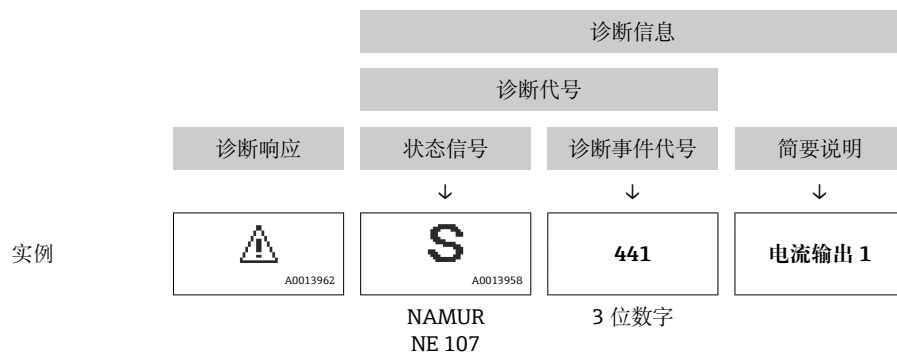 诊断信息
诊断代号
诊断响应 状态信号 诊断事件代号 简要说明
↓ ↓ ↓
实例 S 441 电流输出 1
A0013962 A0013958
NAMUR 3 位数字
NE 107